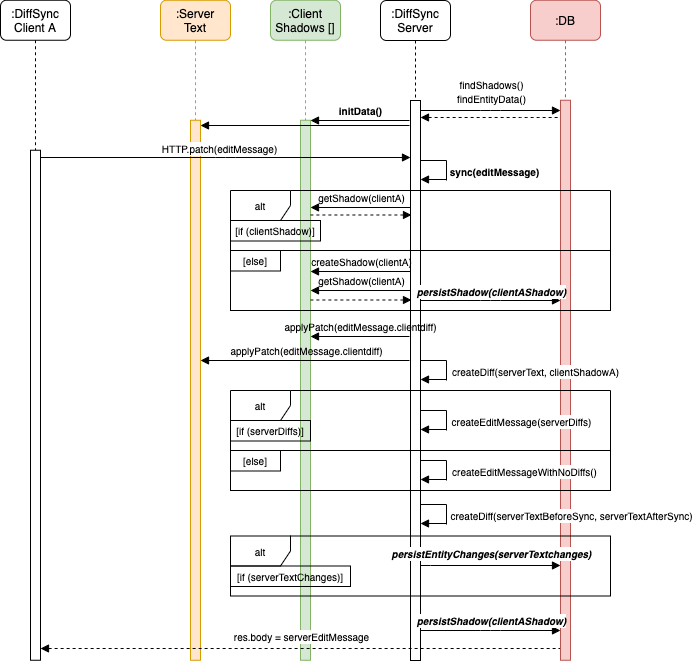 :DiffSync
Client A
:Server
Text
:Client
Shadows []
:DiffSync
Server
:DB
findShadows()
findEntityData()
initData()
HTTP.patch(editMessage)
sync(editMessage)
alt
getShadow(clientA)
[if (clientShadow)]
[else]
createShadow(clientA)
getShadow(clientA)
persistShadow(clientAShadow)
applyPatch(editMessage.clientdiff)
applyPatch(editMessage.clientdiff)
createDiff(serverText, clientShadowA)
alt
createEditMessage(serverDiffs)
[if (serverDiffs)]
[else]
createEditMessageWithNoDiffs()
createDiff(serverTextBeforeSync, serverTextAfterSync)
alt
persistEntityChanges(serverTextchanges)
[if (serverTextChanges)]
persistShadow(clientAShadow)
res.body = serverEditMessage